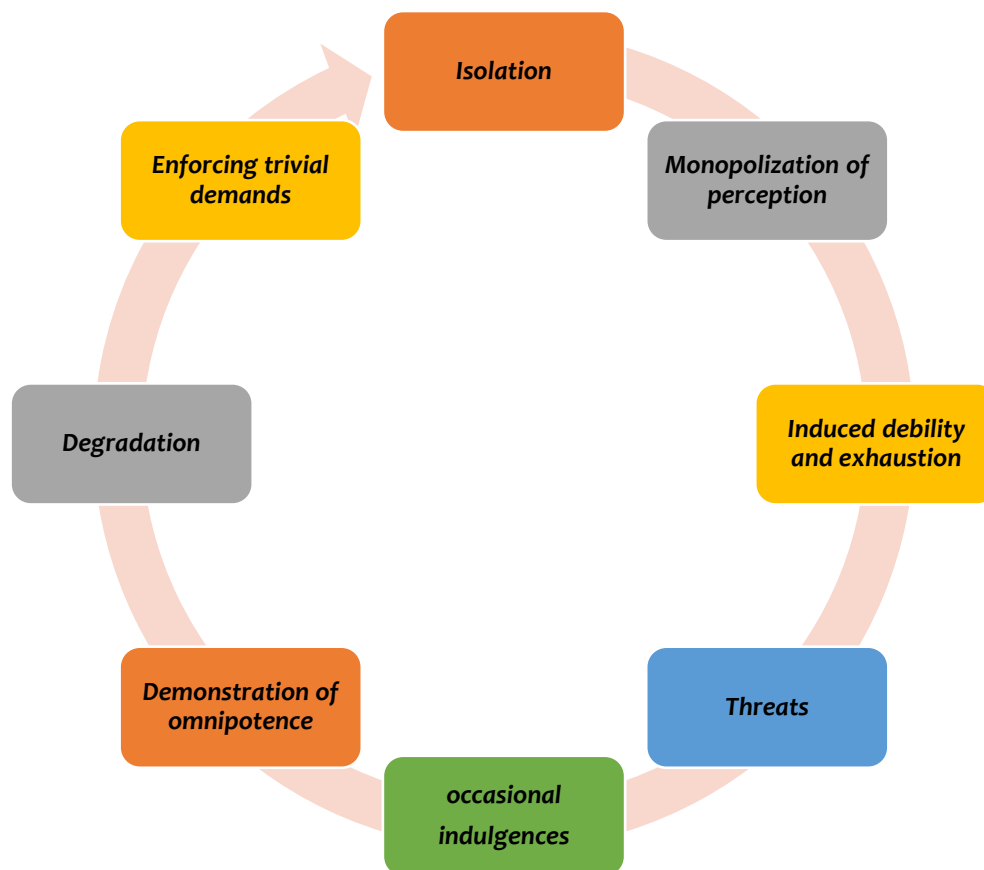 Isolation
Monopolization of
perception
Induced debility
and exhaustion
Threats
occasional
indulgences
Demonstration of
omnipotence
Degradation
Enforcing trivial
demands